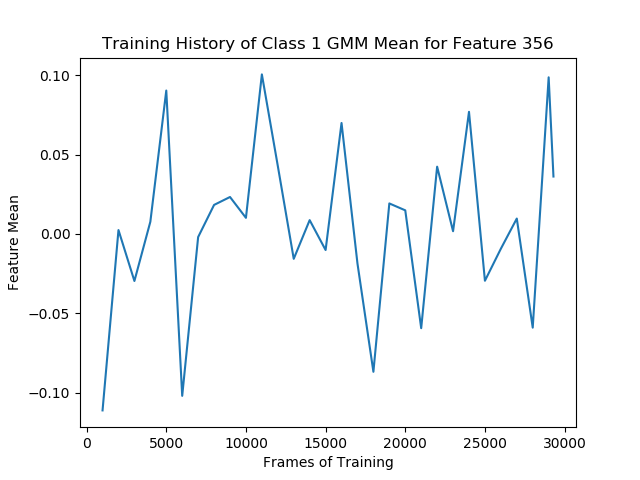 Training History of Class 1 GMM Mean for Feature 356
0.10
0.05
0.00
−0.05
−0.10
Feature Mean
0 5000 10000 15000 20000 25000 30000
Frames of Training